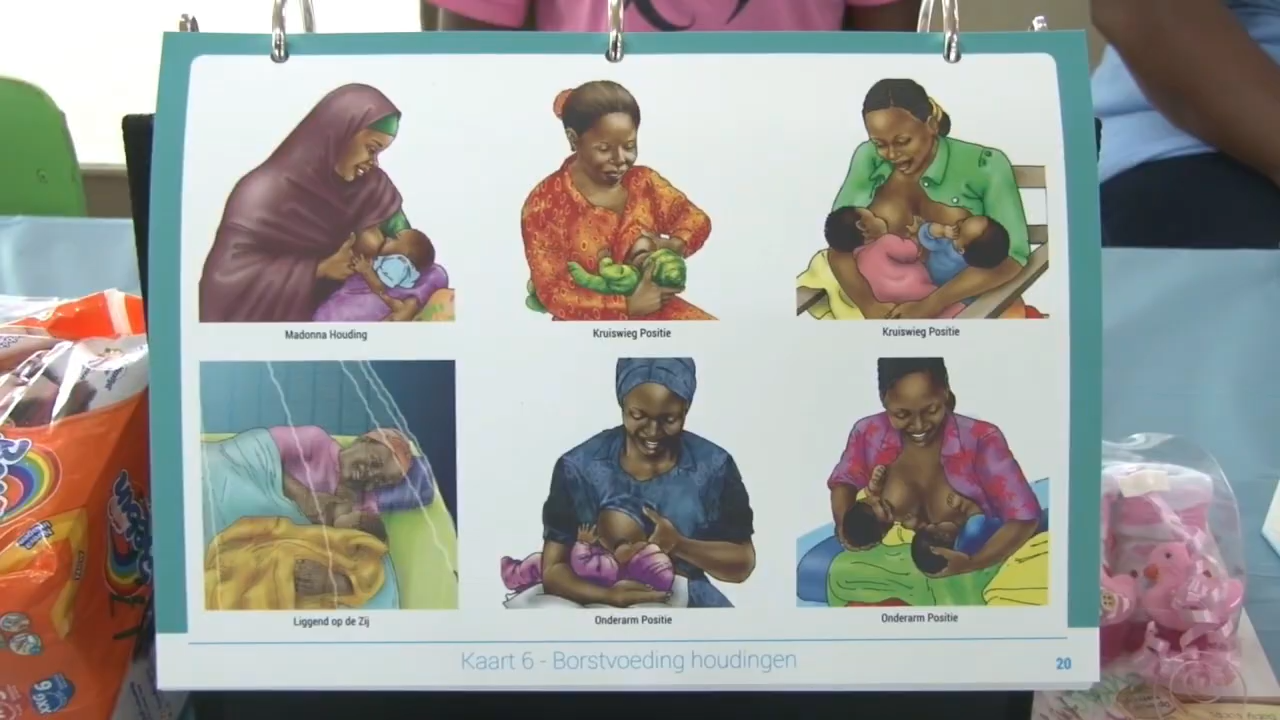 Madonna Houding
Kruiswieg Positie
Kruiswieg Positie
Liggend op de Zij
Onderarm Positie
Onderarm Positie
Kaart 6 - Borstvoeding houdingen
20